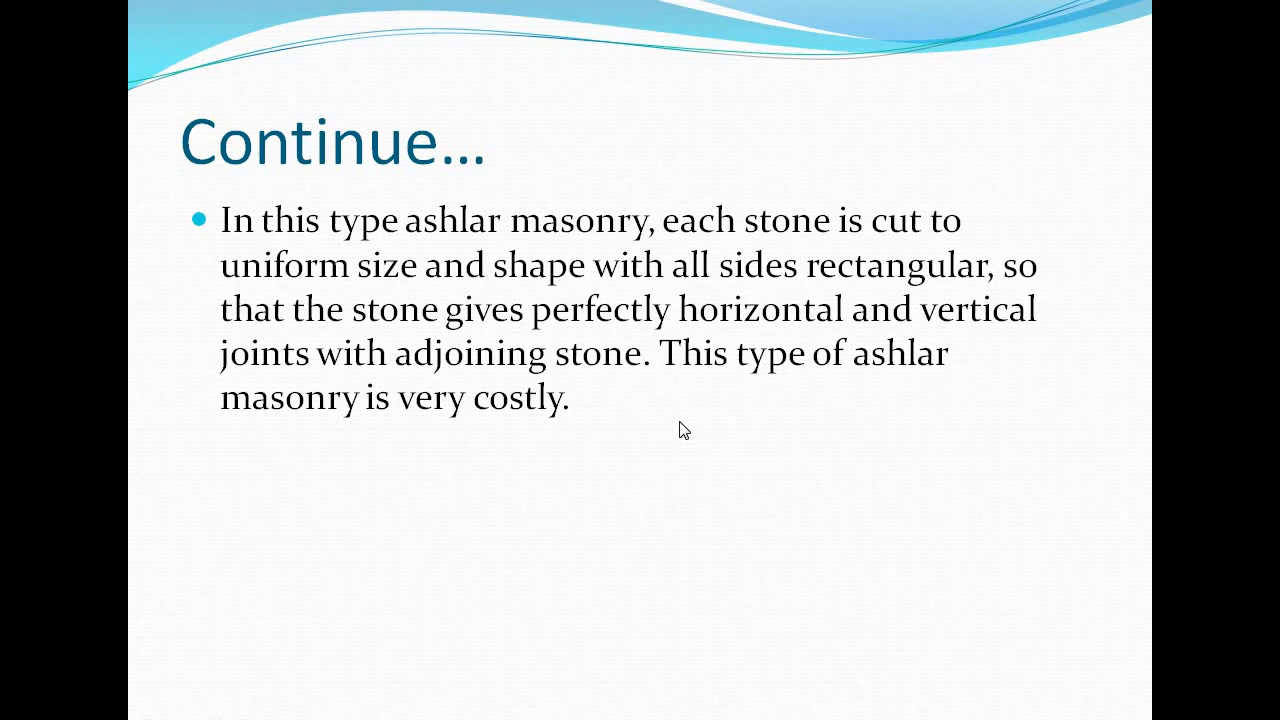 Continue...
In this type ashlar masonry, each stone is cut to
uniform size and shape with all sides rectangular, so
that the stone gives perfectly horizontal and vertical
joints with adjoining stone. This type of ashlar
masonry is very costly.